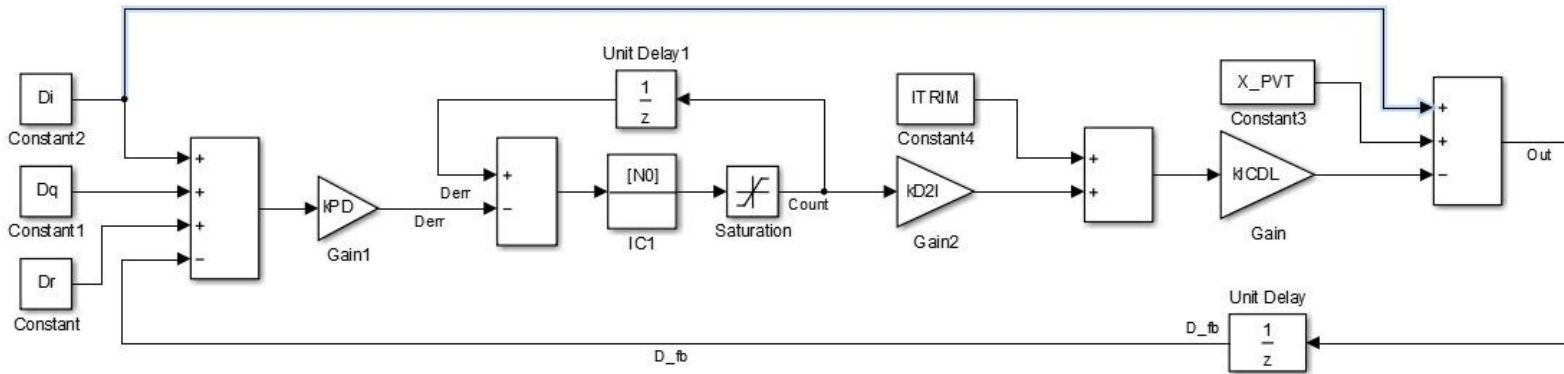 Unit Delay1
1
z
Di
Constant2
+
ITRIM
Constant4
X_PVT
Constant3
+
+
−
Out
Dq
Constant1
+
+
+
−
kPD
Gain1
Derr
Derr
+
−
[N0]
IC1
Saturation
Count
kD2I
Gain2
+
+
kICDL
Gain
Dr
Constant
Unit Delay
1
z
D_fb
D_fb